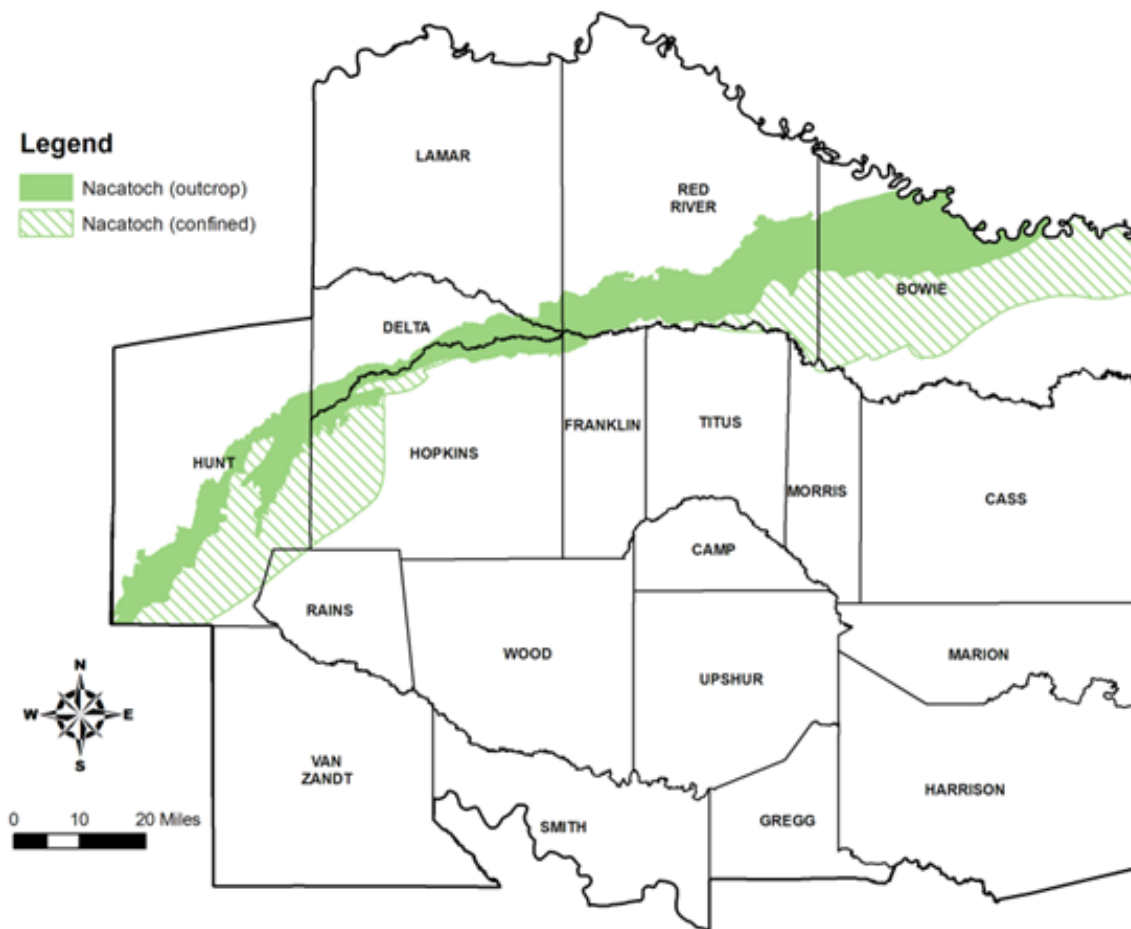 LAMAR
RED
RIVER
Legend
Nacatoch (outcrop)
Nacatoch (confined)
BOWIE
DELTA
FRANKLIN
TITUS
HOPKINS
HUNT
MORRIS
CASS
CAMP
RAINS
WOOD
MARION
UPSHUR
N
W E
S
VAN
ZANDT
HARRISON
0 10 20 Miles
SMITH
GREGG